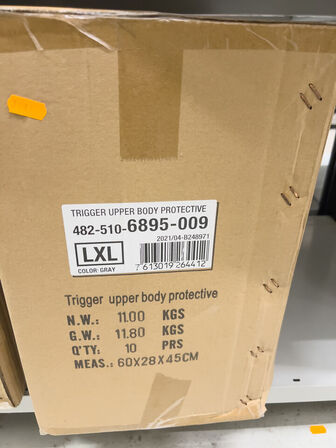 TRIGGER UPPER BODY PROTECTIVE
482-510-6895-009
2021/04-B248971
LXL
COLOR: GRAY
7 613019 264412
Trigger upper body protective
N.W.: 11.00 KGS
G.W.: 11.80 KGS
Q'TY: 10 PRS
MEAS.: 60X28X45CM